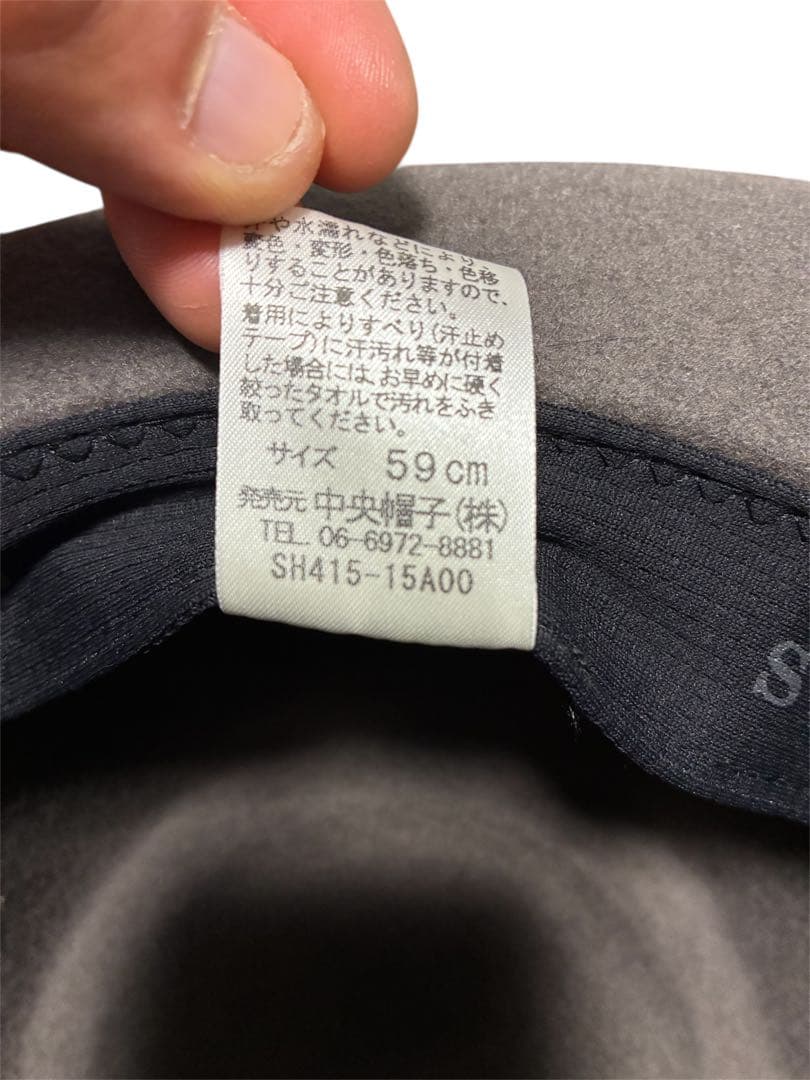 や水濡れなどにより
変色・変形・色落ち・色移
りすることがありますので、
十分ご注意ください。
着用によりすべり(汗止め
テープ)に汗汚れ等が付着
した場合には、お早めに硬く
絞ったタオルで汚れをふき
取ってください。
サイズ 59cm
発売元 中央帽子(株)
TEL 06-6972-8881
SH415-15A00
S